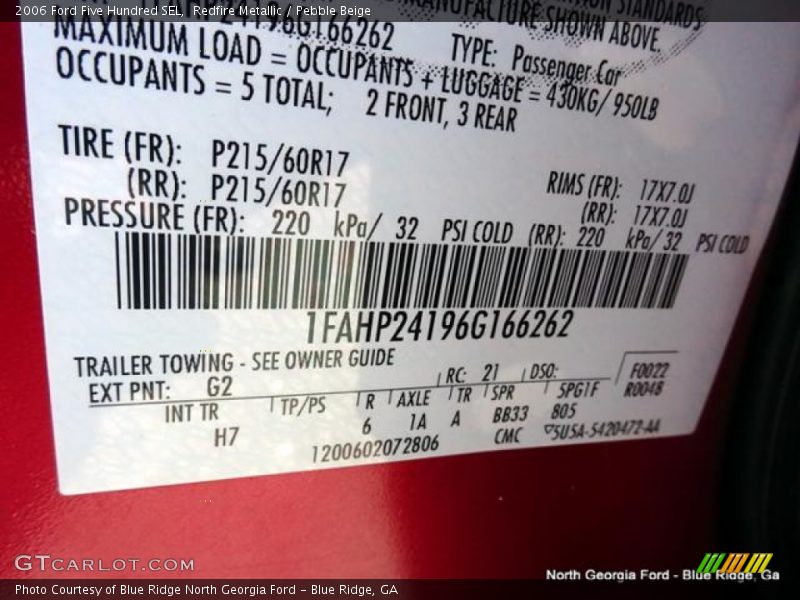 2006 Ford Five Hundred SEL, Redfire Metallic / Pebble Beige
MANUFACTURE SHOWN ABOVE.
TYPE: Passenger Car
MAXIMUM LOAD = OCCUPANTS + LUGGAGE = 430KG/ 950LB
OCCUPANTS = 5 TOTAL; 2 FRONT, 3 REAR
TIRE (FR): P215/60R17 RIMS (FR): 17X7.0J
(RR): P215/60R17 (RR): 17X7.0J
PRESSURE (FR): 220 kPa/ 32 PSI COLD (RR): 220 kPa/ 32 PSI COLD
1FAHP24196G166262
TRAILER TOWING - SEE OWNER GUIDE
EXT PNT: G2 RC: 21 DSO: F0022
R0048
INT TR TP/PS R AXLE TR SPR SPG1F
H7 6 1A A BB33 805
1200602072806 CMC 5U5A-5420472-AA
GTCARLOT.COM
North Georgia Ford - Blue Ridge, Ga
Photo Courtesy of Blue Ridge North Georgia Ford - Blue Ridge, GA